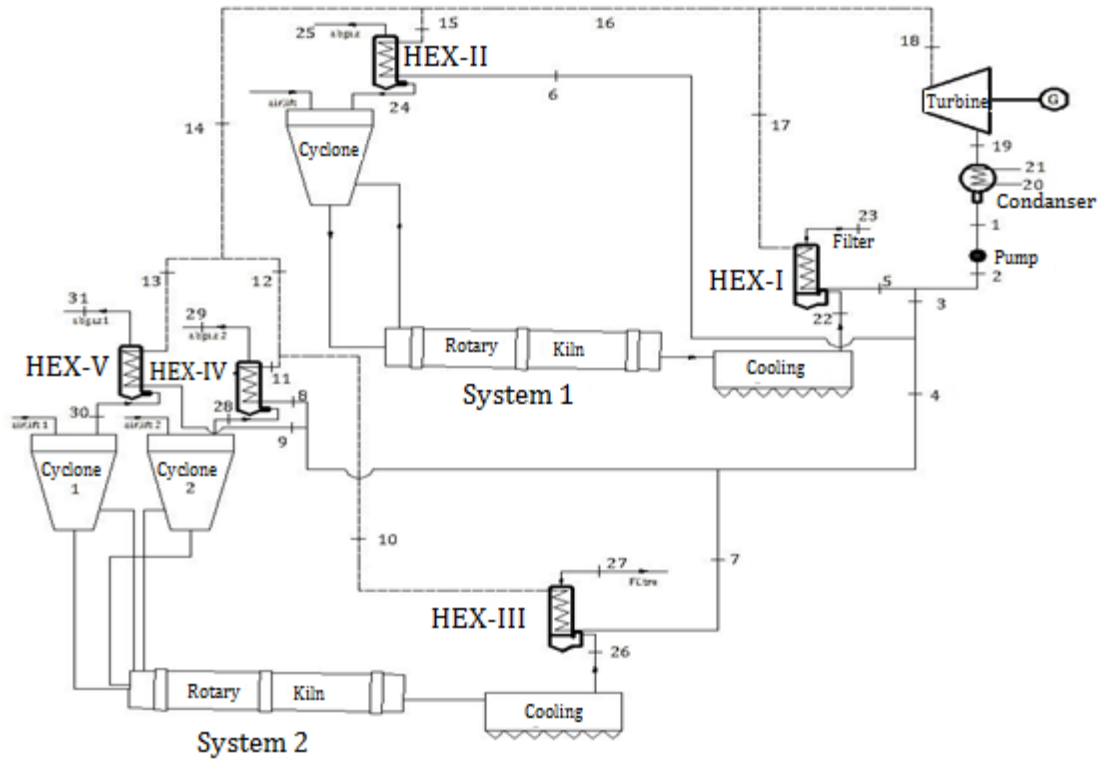 25
15
16
18
HEX-II
6
24
Turbine
G
14
17
Cyclone
19
21
20
Condanser
1
23
Filter
Pump
13
12
HEX-I
5
2
3
31
29
22
HEX-V
HEX-IV
11
Rotary
Kiln
Cooling
8
System 1
4
30
28
9
Cyclone
1
Cyclone
2
10
7
27
Filtre
HEX-III
26
Rotary
Kiln
Cooling
System 2